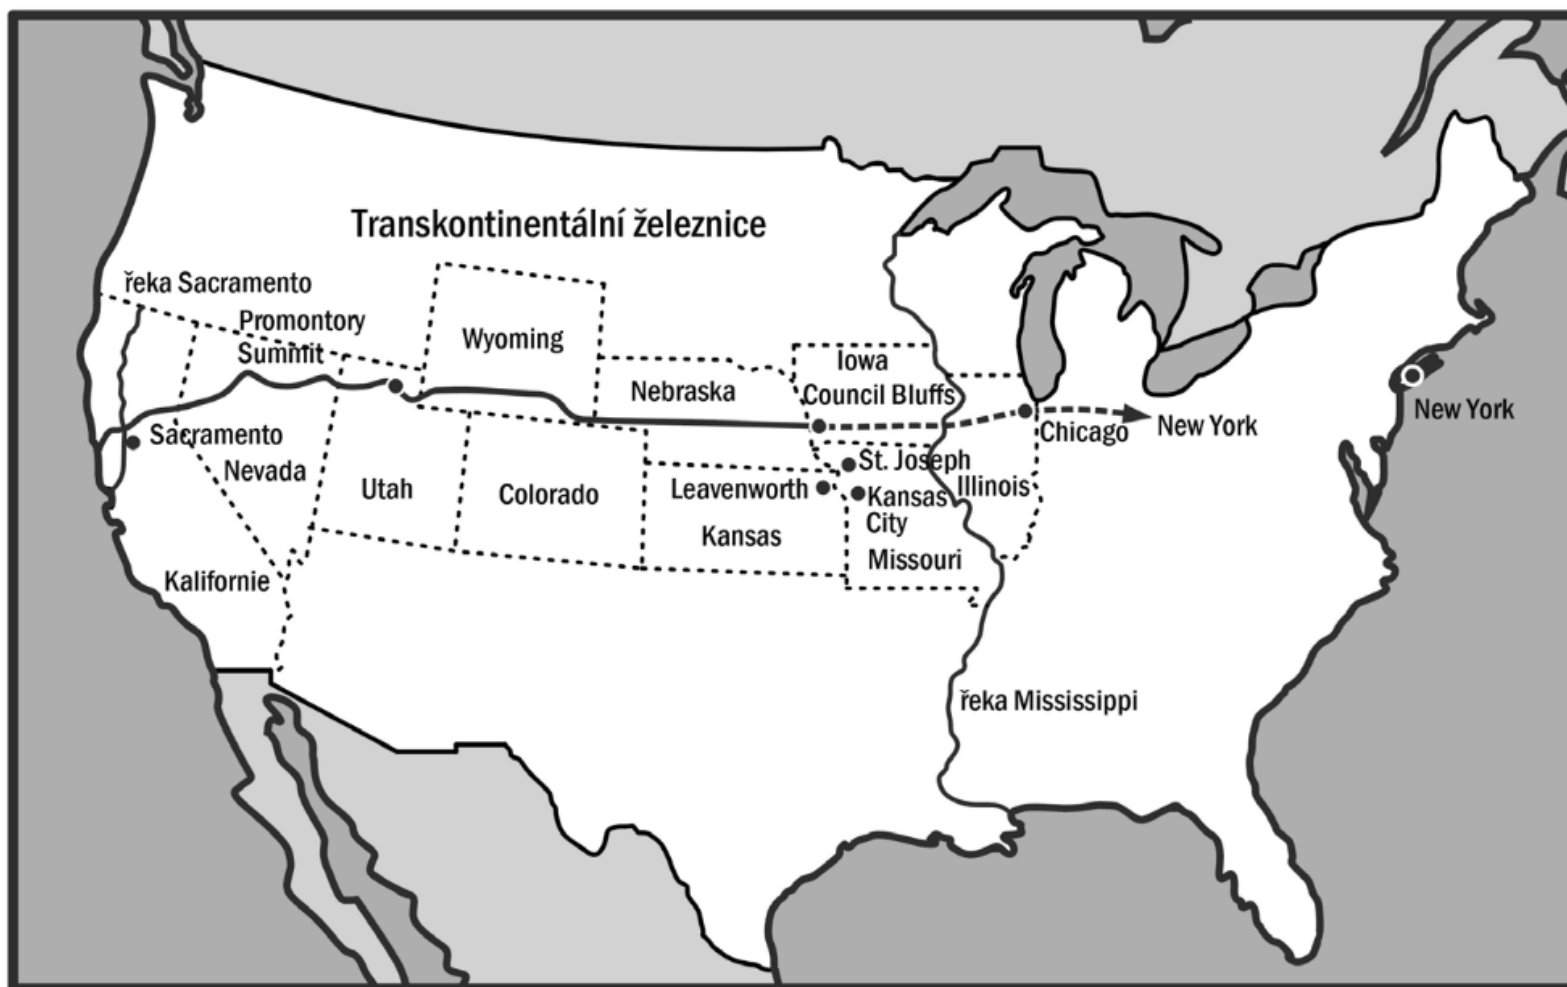 Transkontinentální železnice
řeka Sacramento
Promontory
Summit
Wyoming
Iowa
Nebraska
Council Bluffs
Sacramento
Nevada
Chicago
New York
New York
Utah
Colorado
St. Joseph
Leavenworth
Illinois
Kansas
City
Kansas
Missouri
Kalifornie
řeka Mississippi